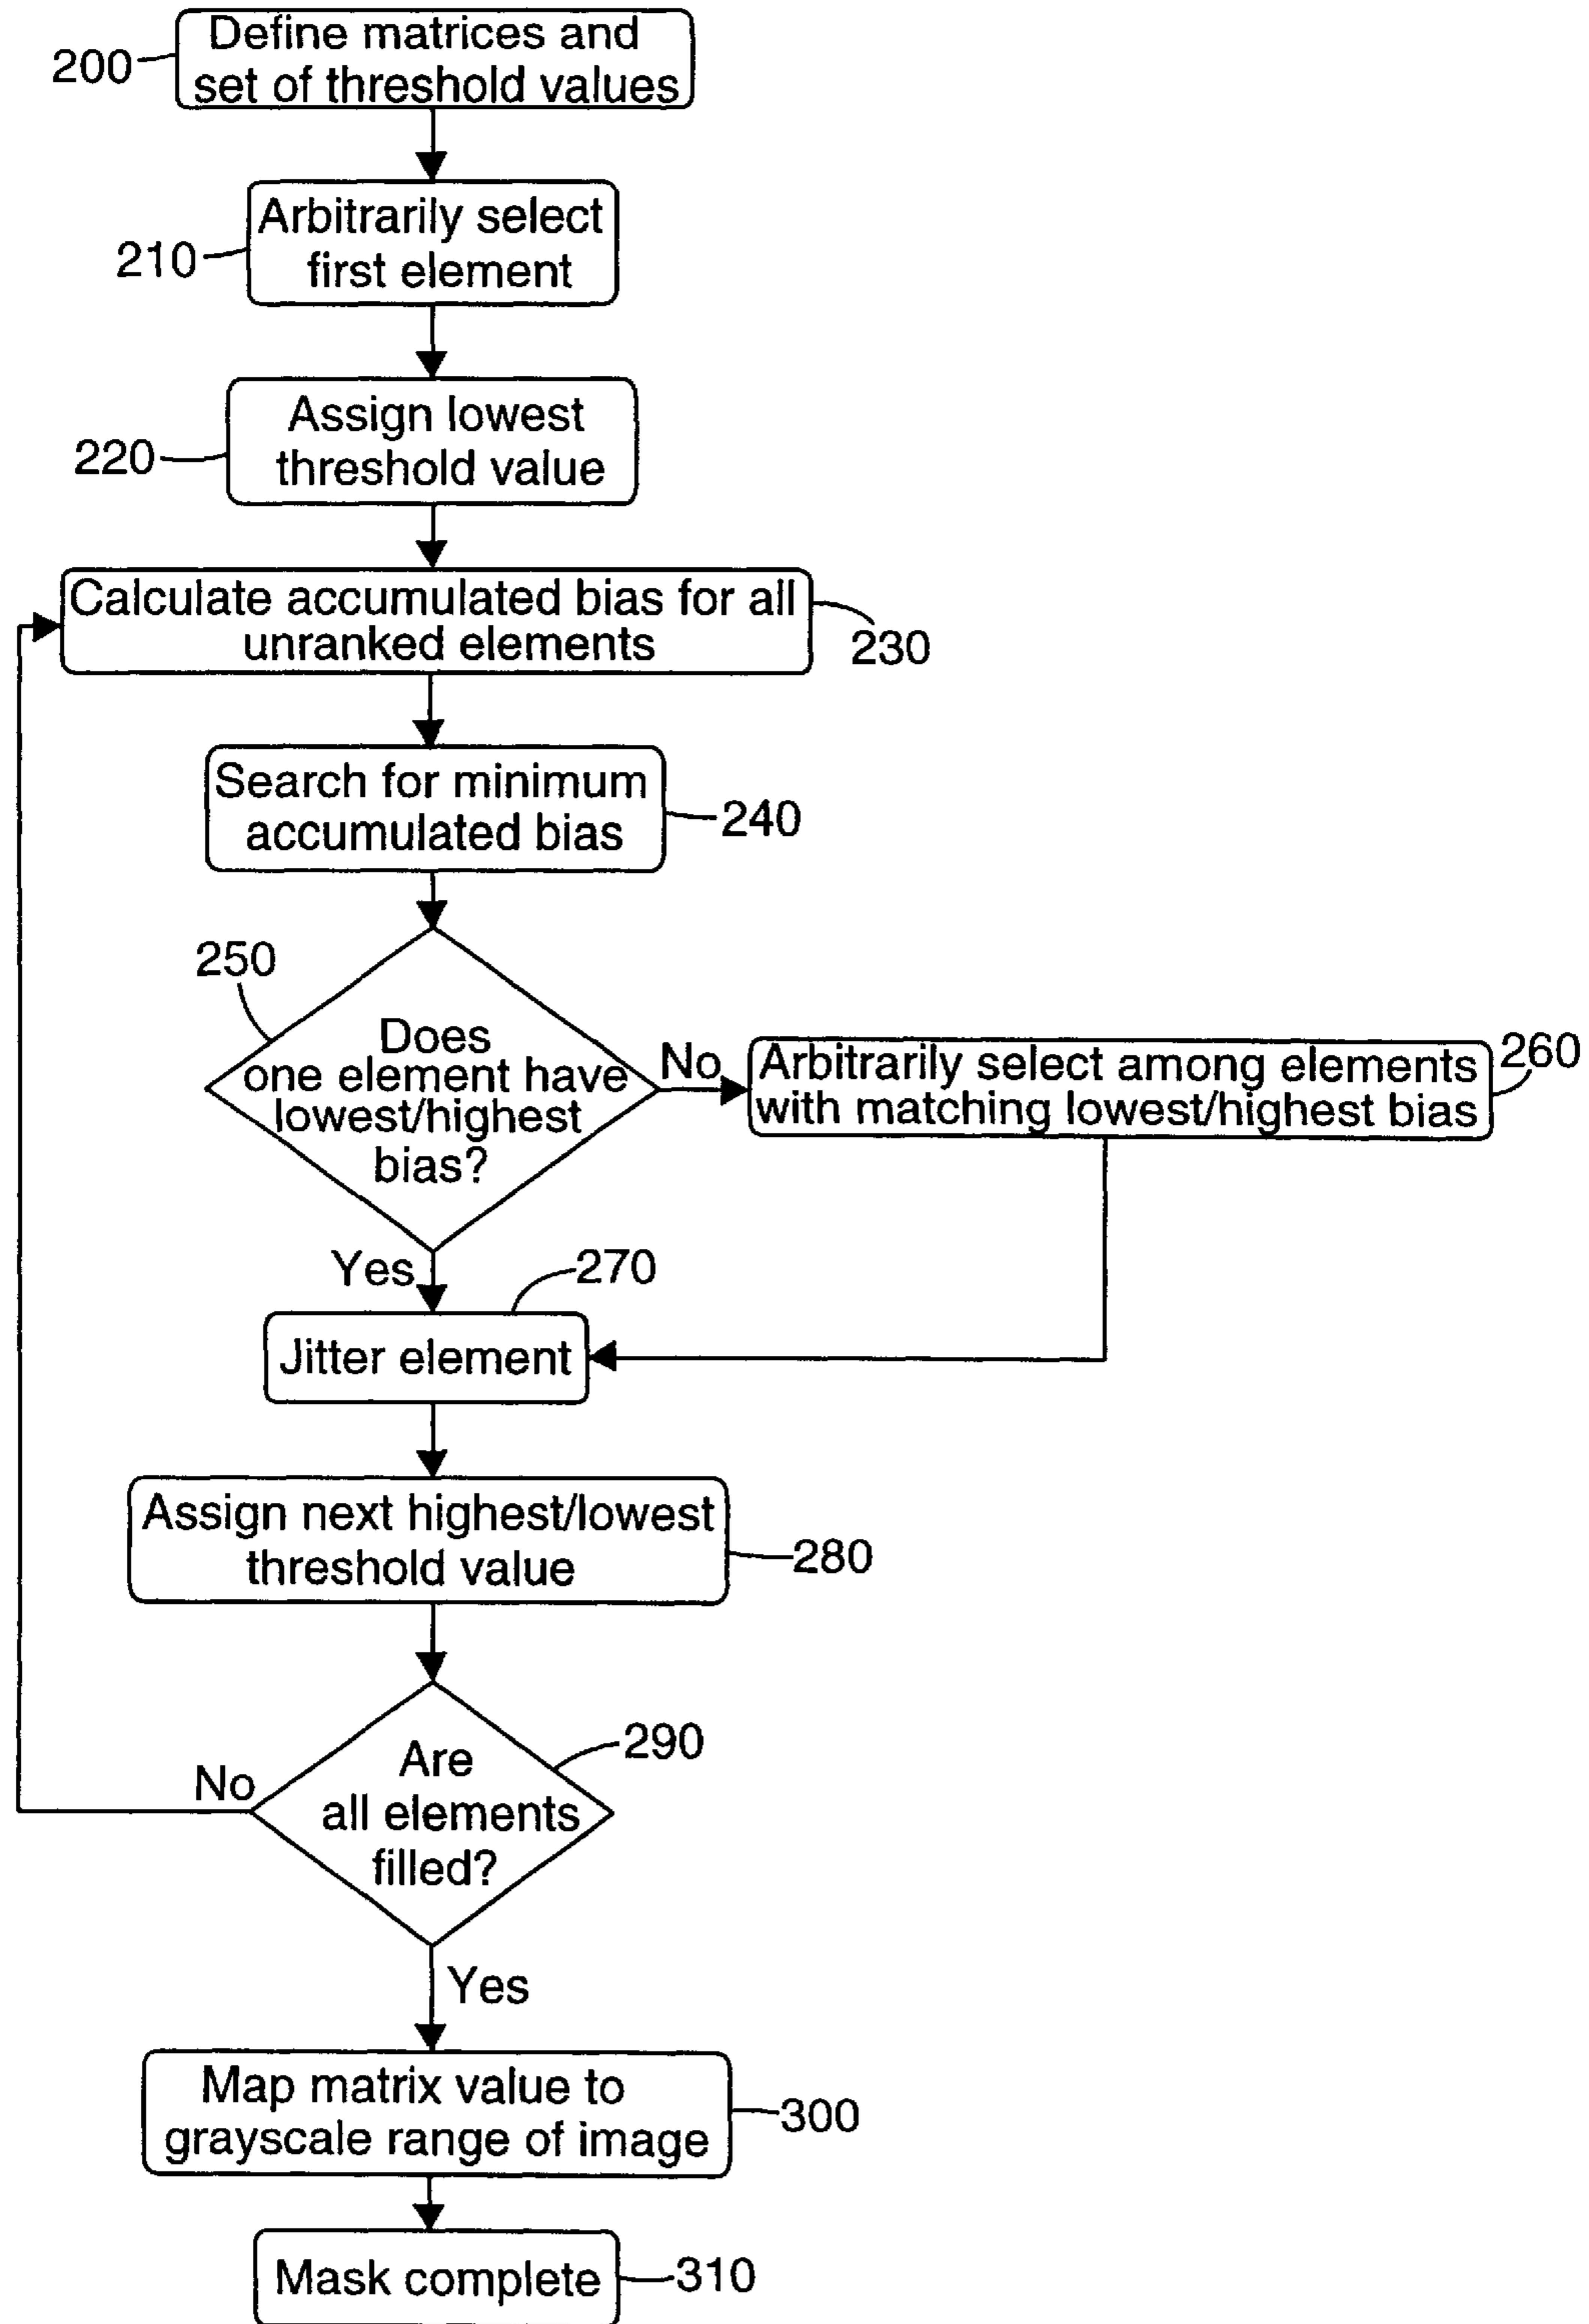 Define matrices and
set of threshold values
200
Arbitrarily select
first element
210
Assign lowest
threshold value
220
Calculate accumulated bias for all
unranked elements
230
Search for minimum
accumulated bias
240
250
Does
one element have
lowest/highest
bias?
No
Arbitrarily select among elements
with matching lowest/highest bias
260
Yes
270
Jitter element
Assign next highest/lowest
threshold value
280
Are
all elements
filled?
290
No
Yes
Map matrix value to
grayscale range of image
300
Mask complete
310